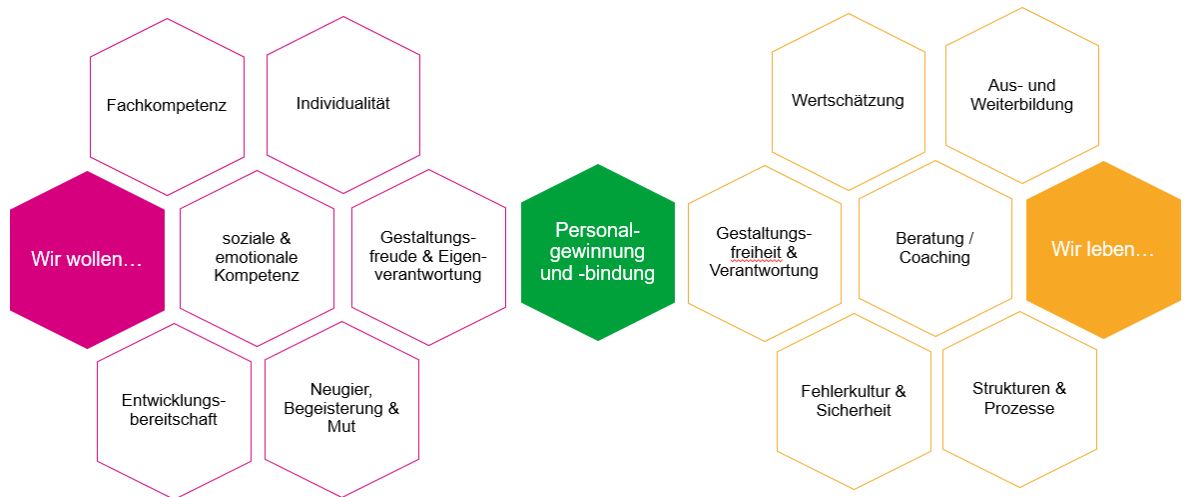 Fachkompetenz
Individualität
Wir wollen…
soziale &
emotionale
Kompetenz
Gestaltungs-
freude & Eigen-
verantwortung
Entwicklungs-
bereitschaft
Neugier,
Begeisterung &
Mut
Personal-
gewinnung
und -bindung
Wertschätzung
Aus- und
Weiterbildung
Gestaltungs-
freiheit &
Verantwortung
Beratung /
Coaching
Wir leben…
Fehlerkultur &
Sicherheit
Strukturen &
Prozesse